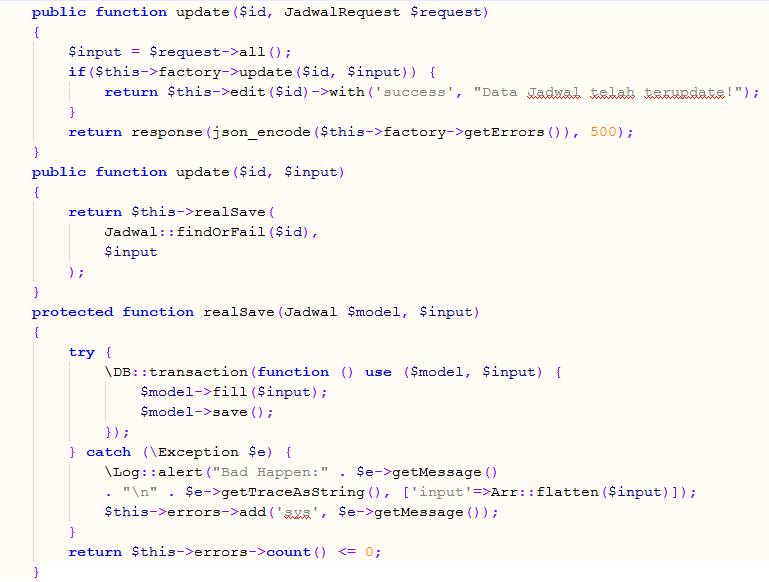 public function update($id, JadwalRequest $request)
{
    $input = $request->all();
    if($this->factory->update($id, $input)) {
        return $this->edit($id)->with('success', "Data Jadwal telah terupdate!");
    }
    return response(json_encode($this->factory->getErrors()), 500);
}
public function update($id, $input)
{
    return $this->realSave(
        Jadwal::findOrFail($id),
        $input
    );
}
protected function realSave(Jadwal $model, $input)
{
    try {
        \DB::transaction(function () use ($model, $input) {
            $model->fill($input);
            $model->save();
        });
    } catch (\Exception $e) {
        \Log::alert("Bad Happen:" . $e->getMessage()
        . "\n" . $e->getTraceAsString(), ['input'=>Arr::flatten($input)]);
        $this->errors->add('sys', $e->getMessage());
    }
    return $this->errors->count() <= 0;
}